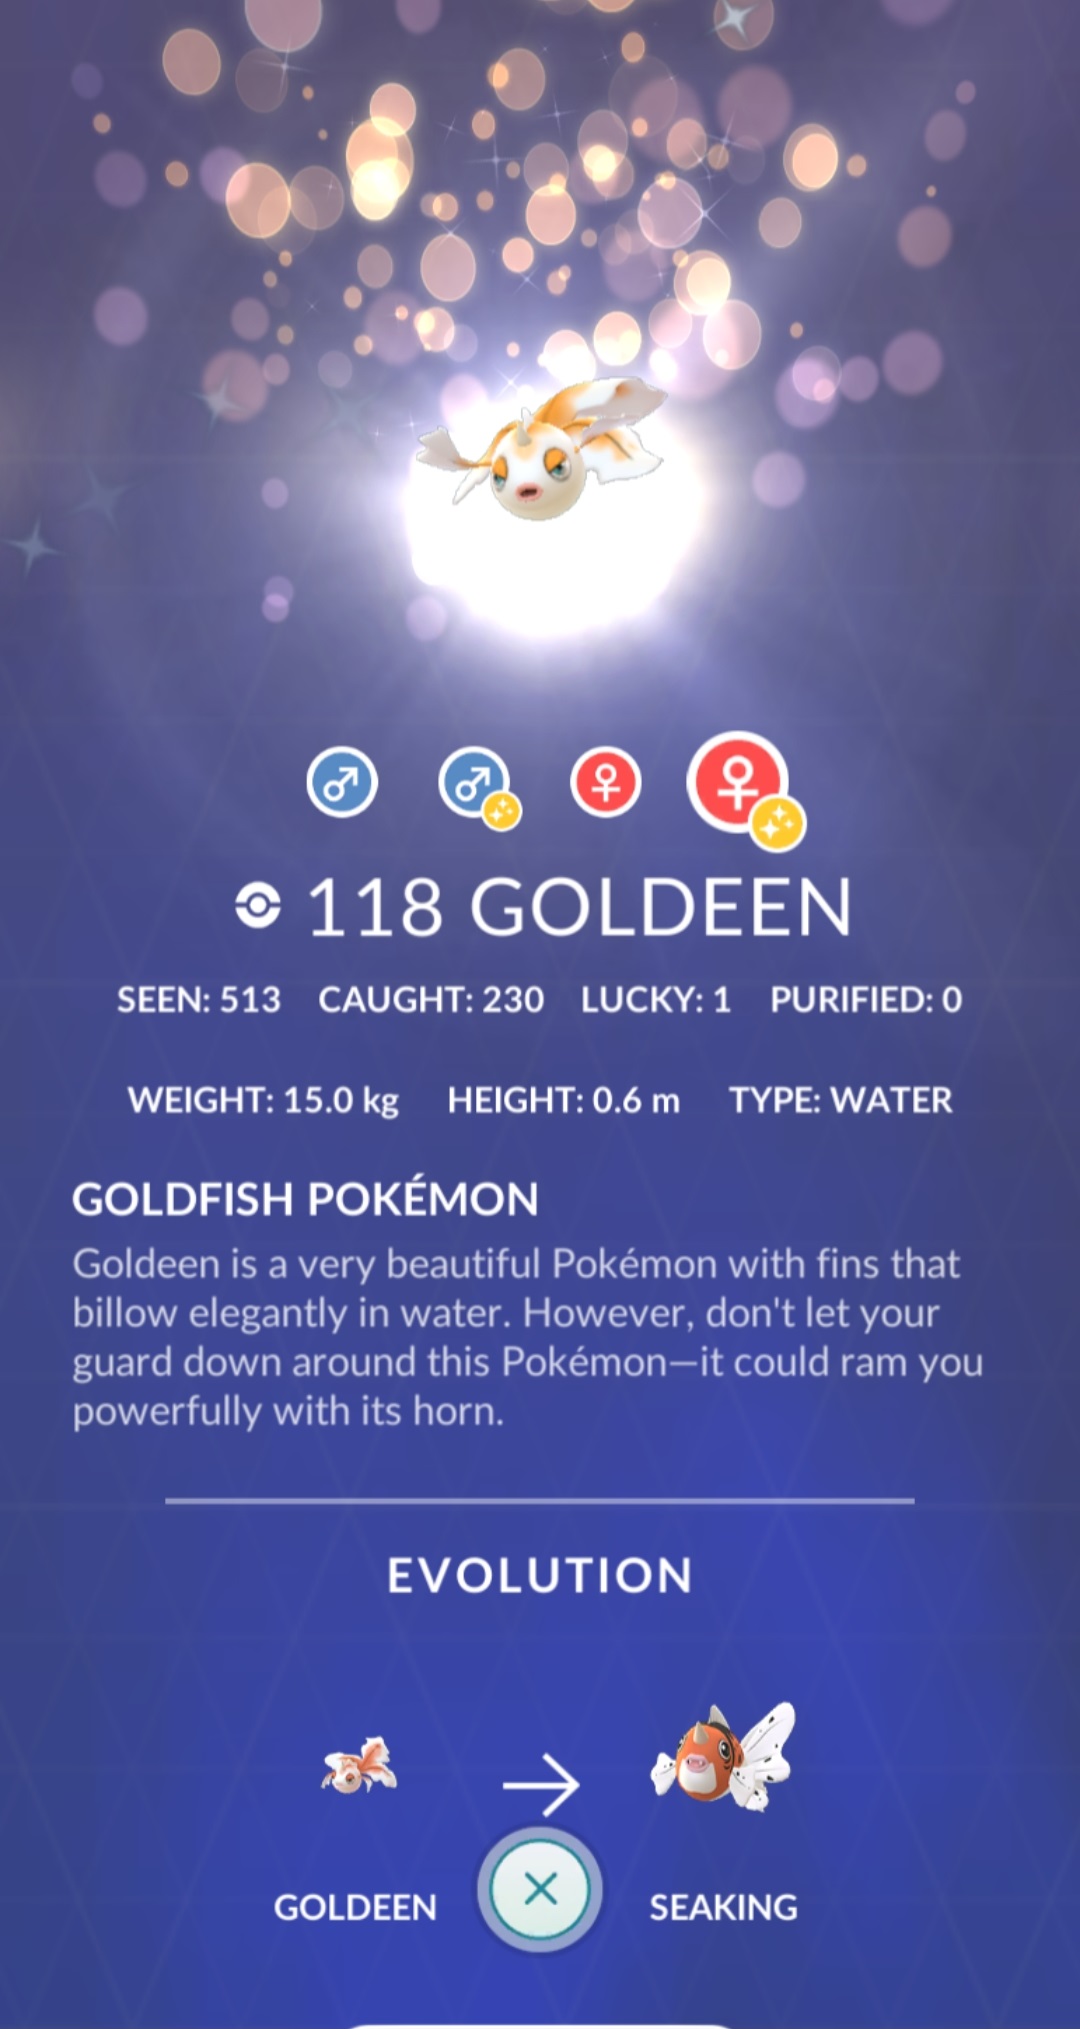 118 GOLDEEN
SEEN: 513 CAUGHT: 230 LUCKY: 1 PURIFIED: 0
WEIGHT: 15.0 kg HEIGHT: 0.6 m TYPE: WATER
GOLDFISH POKÉMON
Goldeen is a very beautiful Pokémon with fins that
billow elegantly in water. However, don't let your
guard down around this Pokémon—it could ram you
powerfully with its horn.
EVOLUTION
GOLDEEN SEAKING